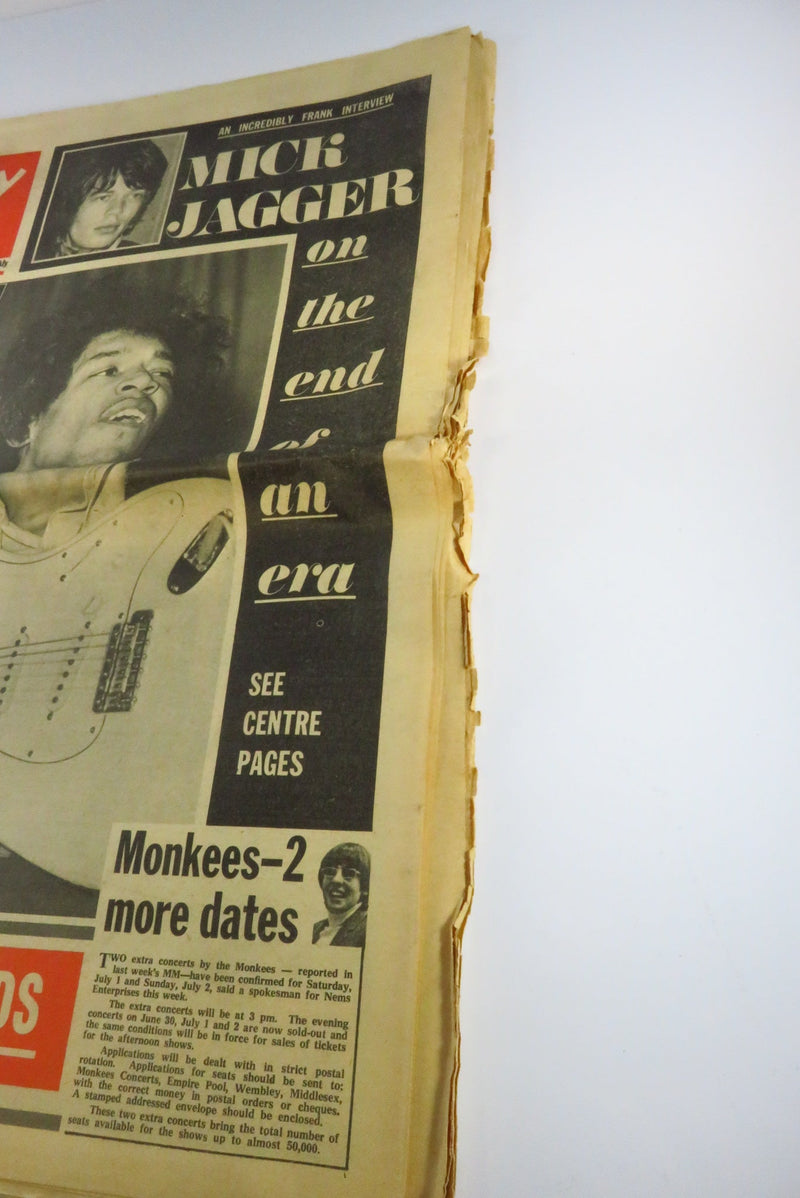 AN INCREDIBLY FRANK INTERVIEW
MICK
JAGGER
on
the
end
of
an
era
SEE
CENTRE
PAGES
Monkees–2
more dates
TWO extra concerts by the Monkees — reported in
last week's MM—have been confirmed for Saturday,
July 1 and Sunday, July 2, said a spokesman for Nems
Enterprises this week.
The extra concerts will be at 3 pm. The evening
concerts on June 30, July 1 and 2 are now sold-out and
the same conditions will be in force for sales of tickets
for the afternoon shows.
Applications will be dealt with in strict postal
rotation. Applications for seats should be sent to:
Monkees Concerts, Empire Pool, Wembley, Middlesex,
with the correct money in postal orders or cheques.
A stamped addressed envelope should be enclosed.
These two extra concerts bring the total number of
seats available for the shows up to almost 50,000.
Y
DS